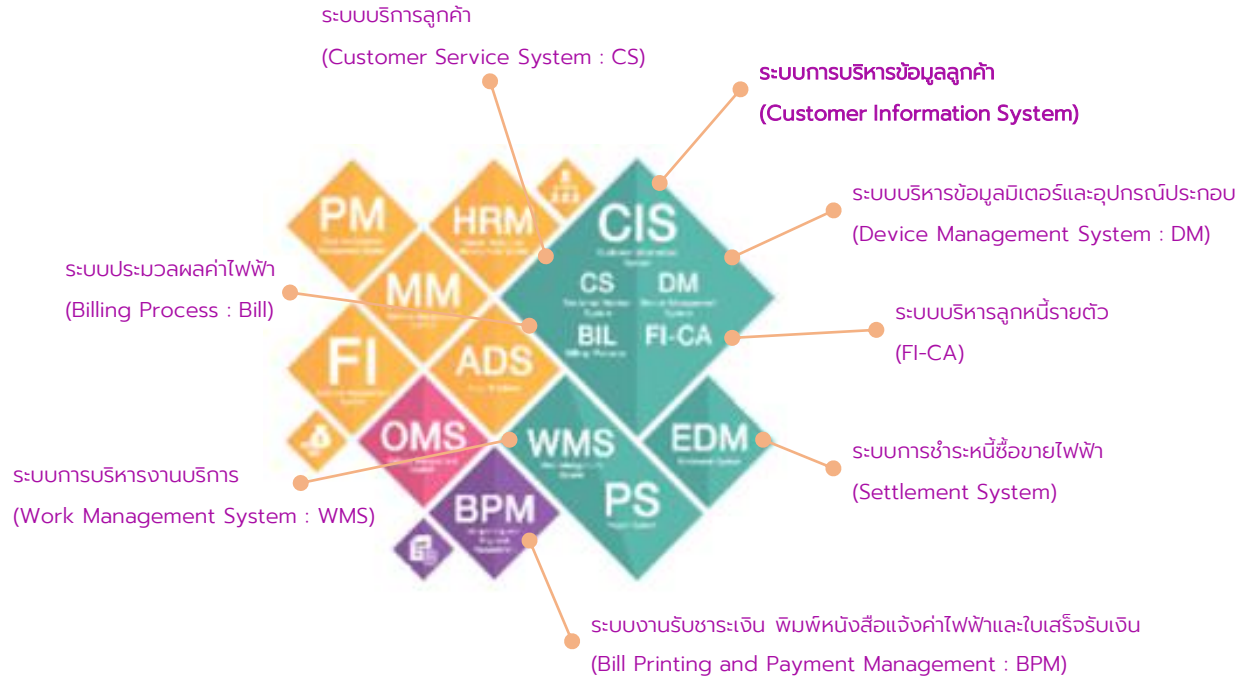 ระบบบริการลูกค้า
(Customer Service System : CS)
ระบบการบริหารข้อมูลลูกค้า
(Customer Information System)
ระบบบริหารข้อมูลมิเตอร์และอุปกรณ์ประกอบ
(Device Management System : DM)
ระบบประมวลผลค่าไฟฟ้า
(Billing Process : Bill)
ระบบบริหารลูกหนี้รายตัว
(FI-CA)
PM
HRM
CIS
MM
CS
DM
BIL
FI-CA
FI
ADS
OMS
WMS
EDM
BPM
PS
ระบบการชำระหนี้ซื้อขายไฟฟ้า
(Settlement System)
ระบบการบริหารงานบริการ
(Work Management System : WMS)
ระบบงานรับชาระเงิน พิมพ์หนังสือแจ้งค่าไฟฟ้าและใบเสร็จรับเงิน
(Bill Printing and Payment Management : BPM)